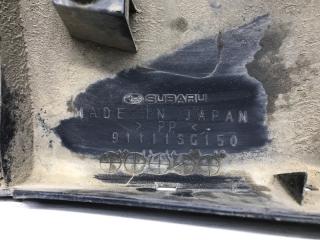 SUBARU
MADE IN JAPAN
> PP <
91111SG150